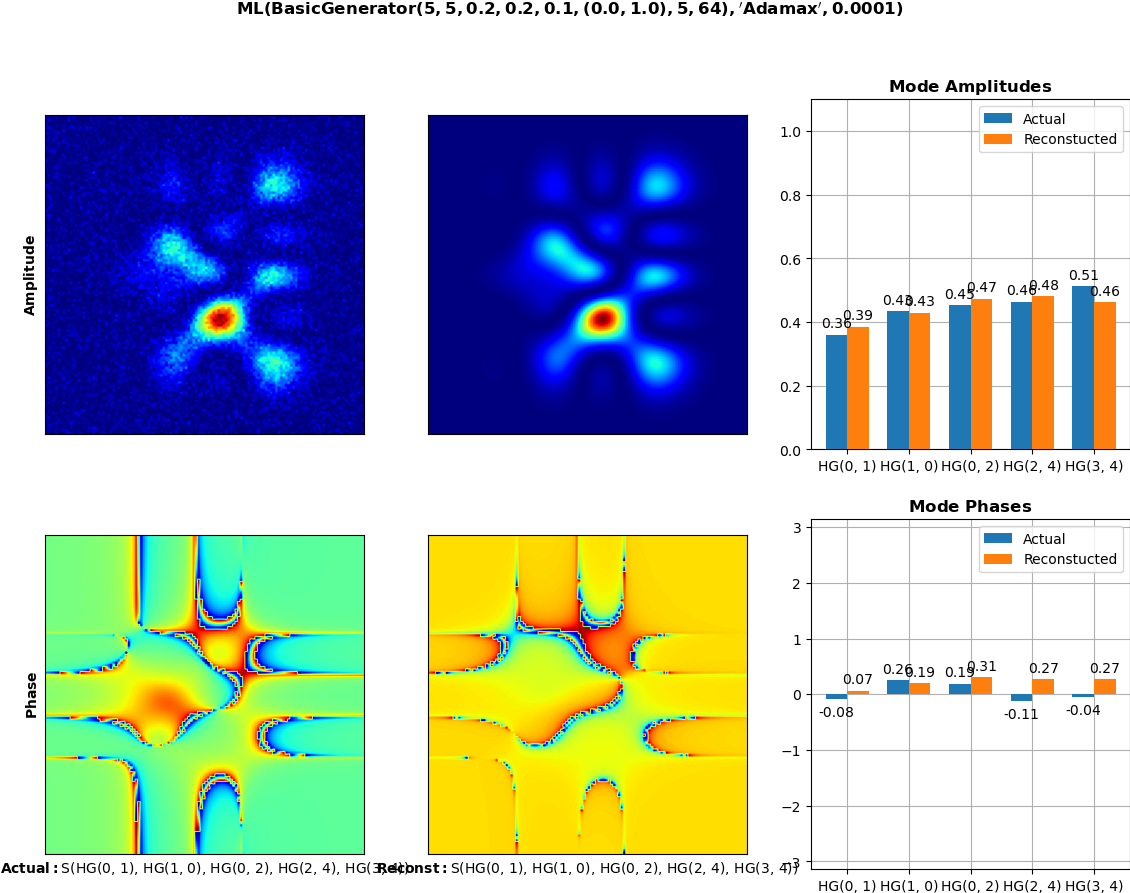 ML(BasicGenerator(5, 5, 0.2, 0.2, 0.1, (0.0, 1.0), 5, 64), ′Adamax′, 0.0001)
Mode Amplitudes
Amplitude
1.0
0.8
0.6
0.4
0.2
0.0
Actual
Reconstucted
0.36
0.39
0.43
0.43
0.45
0.47
0.46
0.48
0.51
0.46
HG(0, 1) HG(1, 0) HG(0, 2) HG(2, 4) HG(3, 4)
Mode Phases
Phase
3
2
1
0
−1
−2
−3
Actual
Reconstucted
-0.08
0.07
0.26
0.19
0.19
0.31
-0.11
0.27
-0.04
0.27
HG(0, 1) HG(1, 0) HG(0, 2) HG(2, 4) HG(3, 4)
Actual: S(HG(0, 1), HG(1, 0), HG(0, 2), HG(2, 4), HG(3, 4))
Reconst: S(HG(0, 1), HG(1, 0), HG(0, 2), HG(2, 4), HG(3, 4))